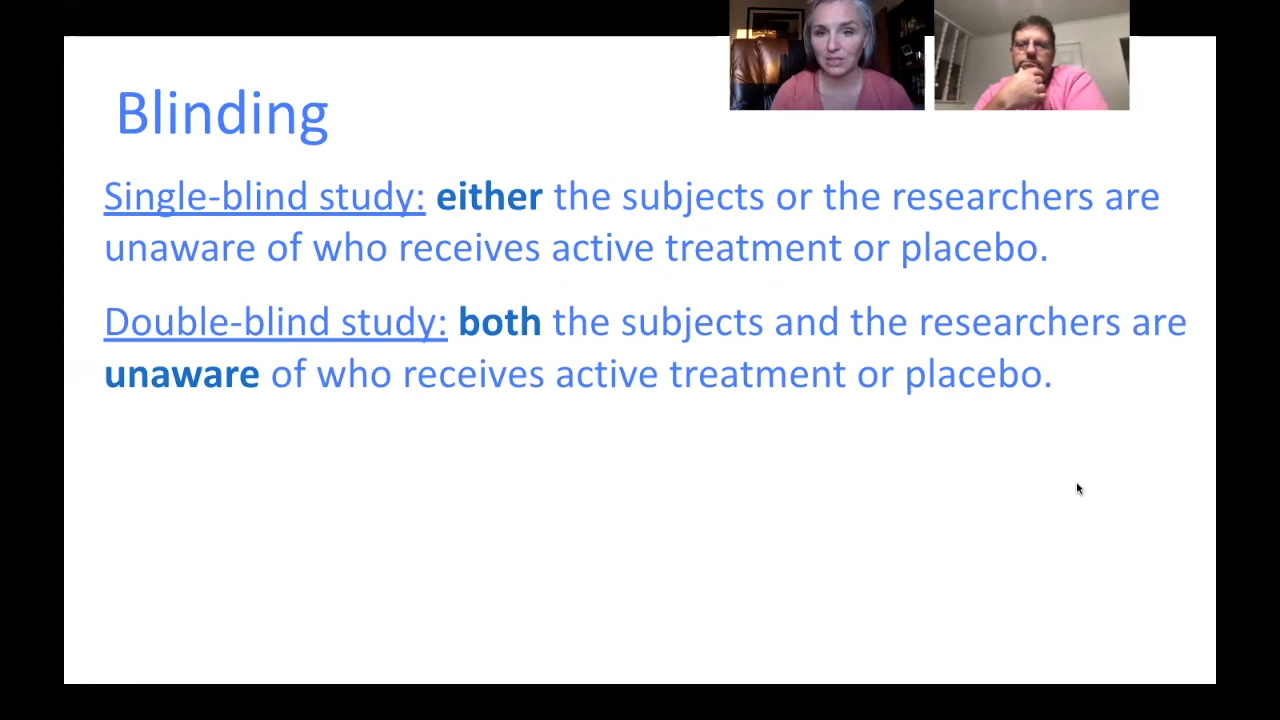 Blinding
Single-blind study: either the subjects or the researchers are
unaware of who receives active treatment or placebo.
Double-blind study: both the subjects and the researchers are
unaware of who receives active treatment or placebo.